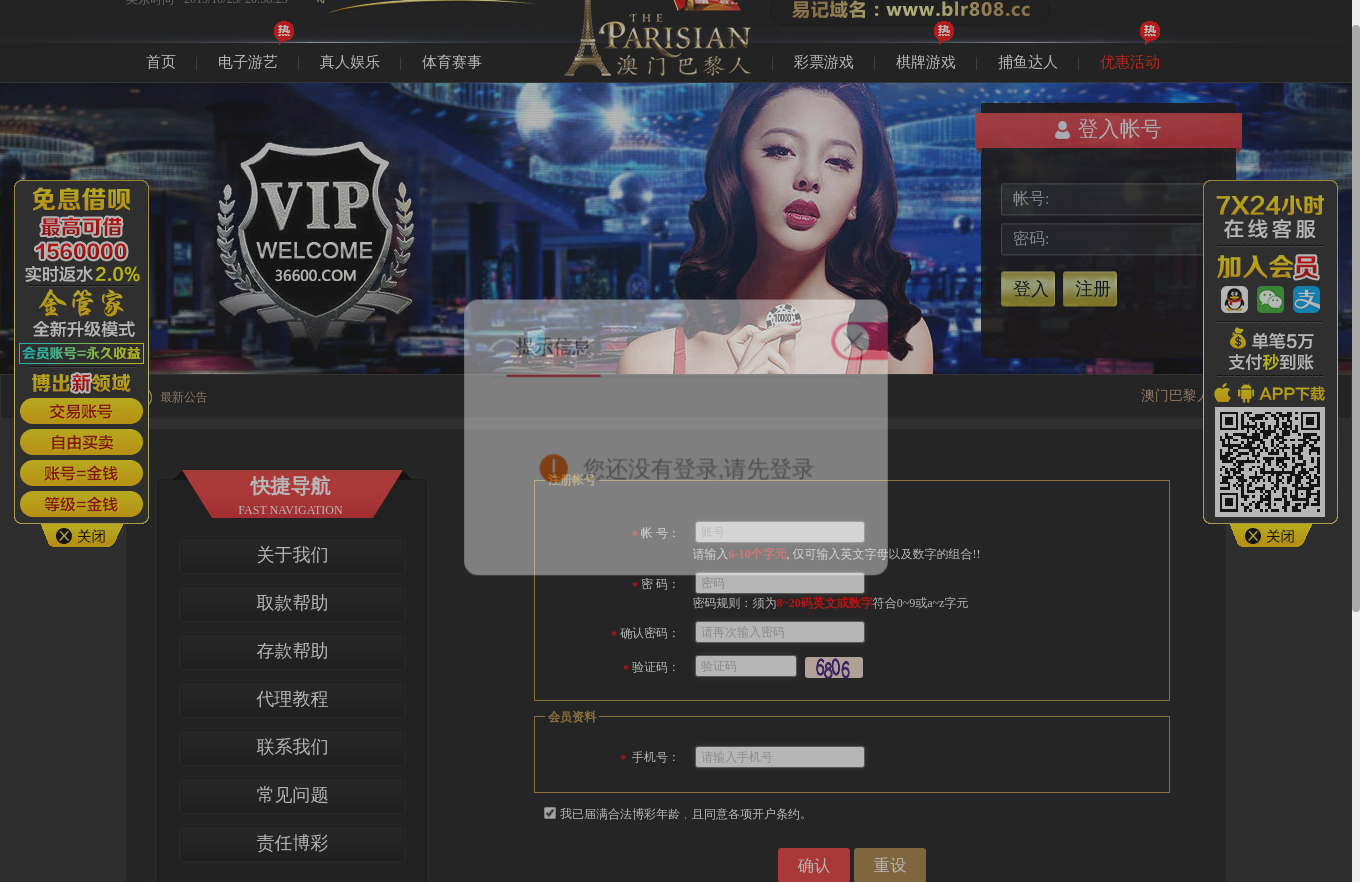 易记域名：www.blr808.cc
热
热
热
THE
PARISIAN
澳门巴黎人
首页
电子游艺
真人娱乐
体育赛事
彩票游戏
棋牌游戏
捕鱼达人
优惠活动
登入帐号
帐号:
密码:
登入
注册
VIP
WELCOME
36600.COM
免息借呗
最高可借
1560000
实时返水2.0%
金管家
全新升级模式
会员账号=永久收益
博出新领域
交易账号
自由买卖
账号=金钱
等级=金钱
关闭
7X24小时
在线客服
加入会员
支
单笔5万
支付秒到账
APP下载
关闭
10000
最新公告
澳门巴黎人
提示信息
您还没有登录,请先登录
快捷导航
FAST NAVIGATION
关于我们
取款帮助
存款帮助
代理教程
联系我们
常见问题
责任博彩
注册帐号
* 帐 号： 账号
请输入6-10个字元, 仅可输入英文字母以及数字的组合!!
* 密 码： 密码
密码规则：须为8~20码英文或数字符合0~9或a~z字元
* 确认密码： 请再次输入密码
* 验证码： 验证码 6806
会员资料
* 手机号： 请输入手机号
我已届满合法博彩年龄﹐且同意各项开户条约。
确认
重设